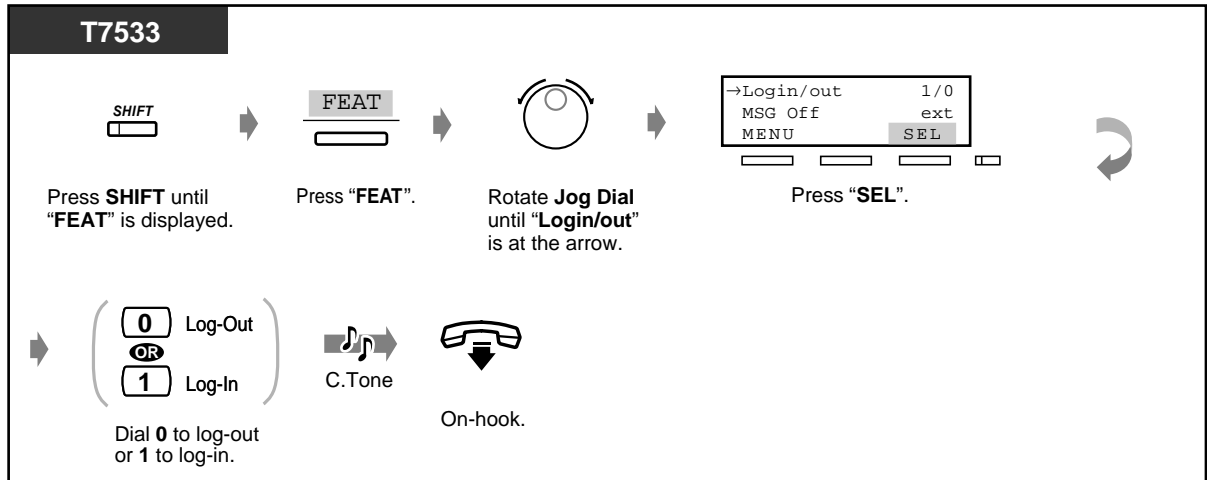 T7533
SHIFT
Press SHIFT until
“FEAT” is displayed.
FEAT
Press “FEAT”.
Rotate Jog Dial
until “Login/out”
is at the arrow.
→Login/out 1/0
MSG Off ext
MENU SEL
Press “SEL”.
0 Log-Out
OR
1 Log-In
Dial 0 to log-out
or 1 to log-in.
C.Tone
On-hook.